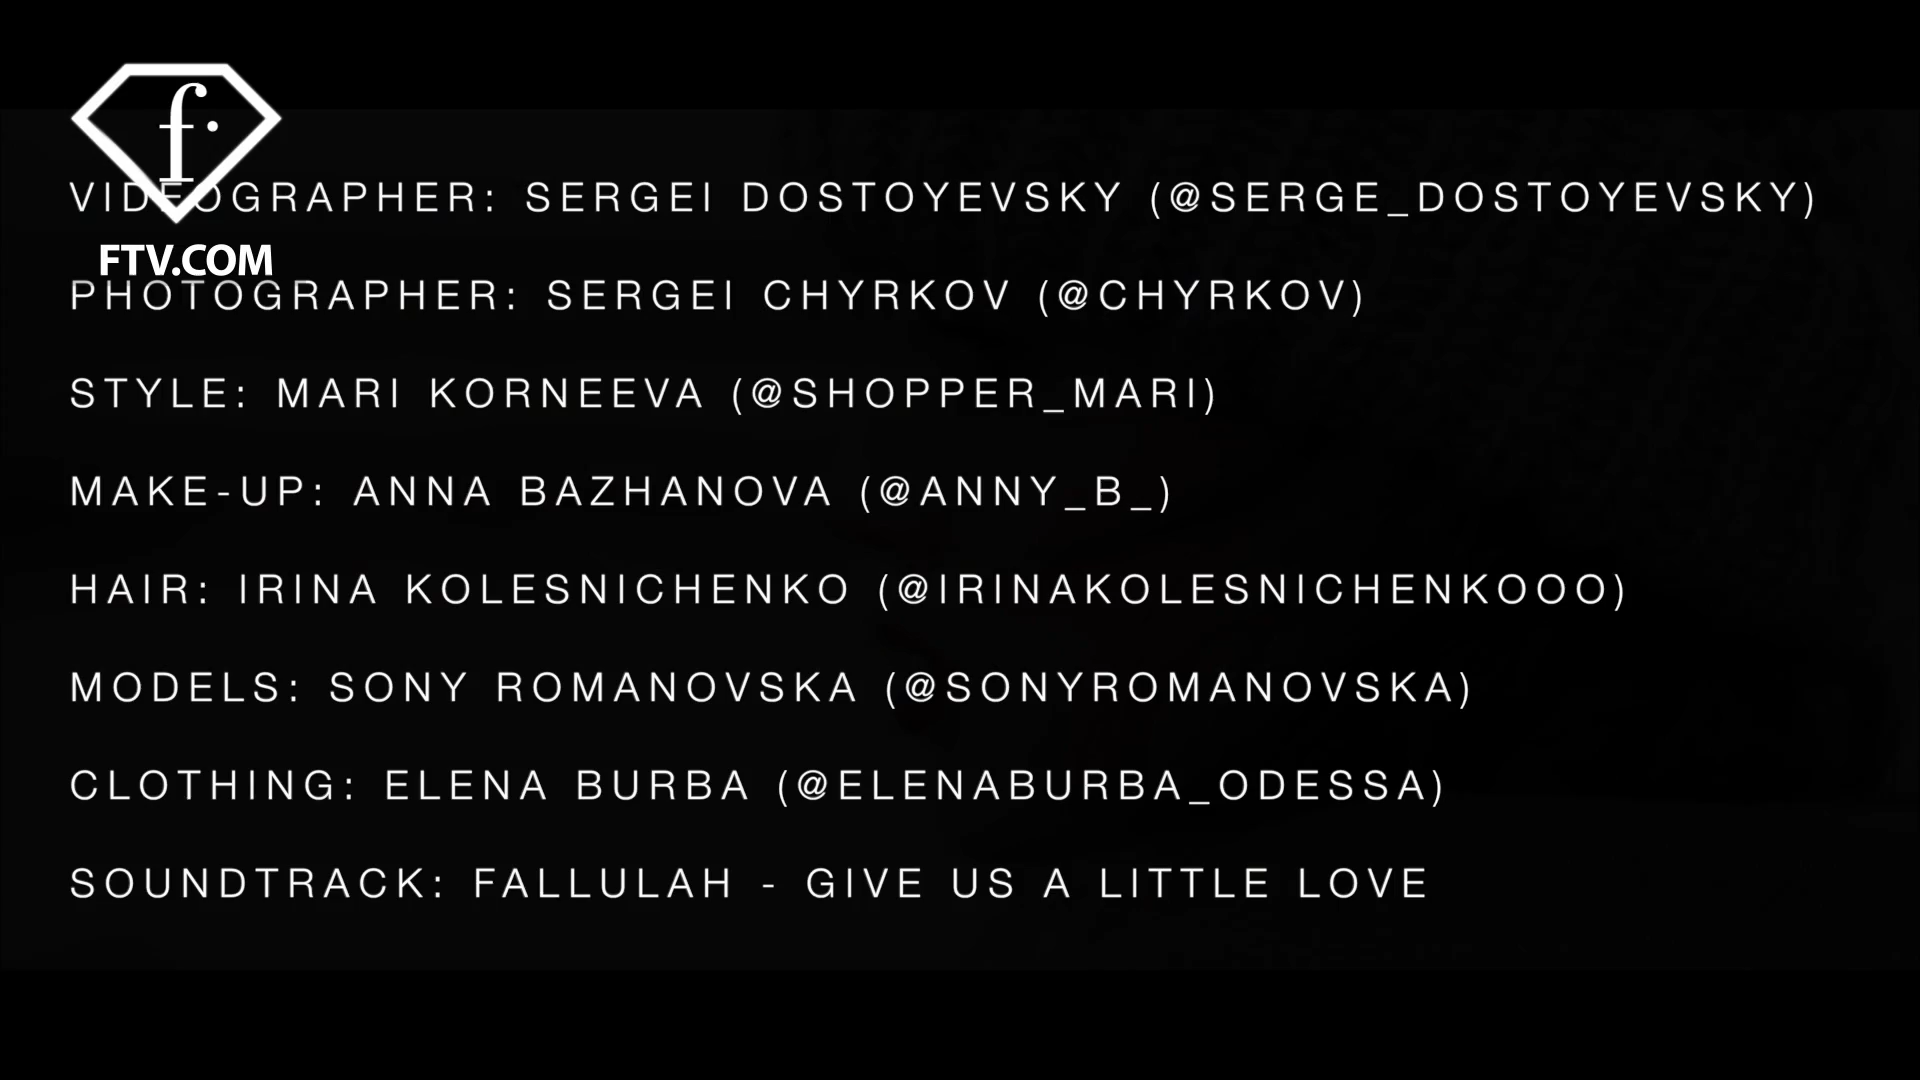 f.
VIDEOGRAPHER: SERGEI DOSTOYEVSKY (@SERGE_DOSTOYEVSKY)
FTV.COM
PHOTOGRAPHER: SERGEI CHYRKOV (@CHYRKOV)
STYLE: MARI KORNEEVA (@SHOPPER_MARI)
MAKE-UP: ANNA BAZHANOVA (@ANNY_B_)
HAIR: IRINA KOLESNICHENKO (@IRINAKOLESNICHENKOOO)
MODELS: SONY ROMANOVSKA (@SONYROMANOVSKA)
CLOTHING: ELENA BURBA (@ELENABURBA_ODESSA)
SOUNDTRACK: FALLULAH - GIVE US A LITTLE LOVE